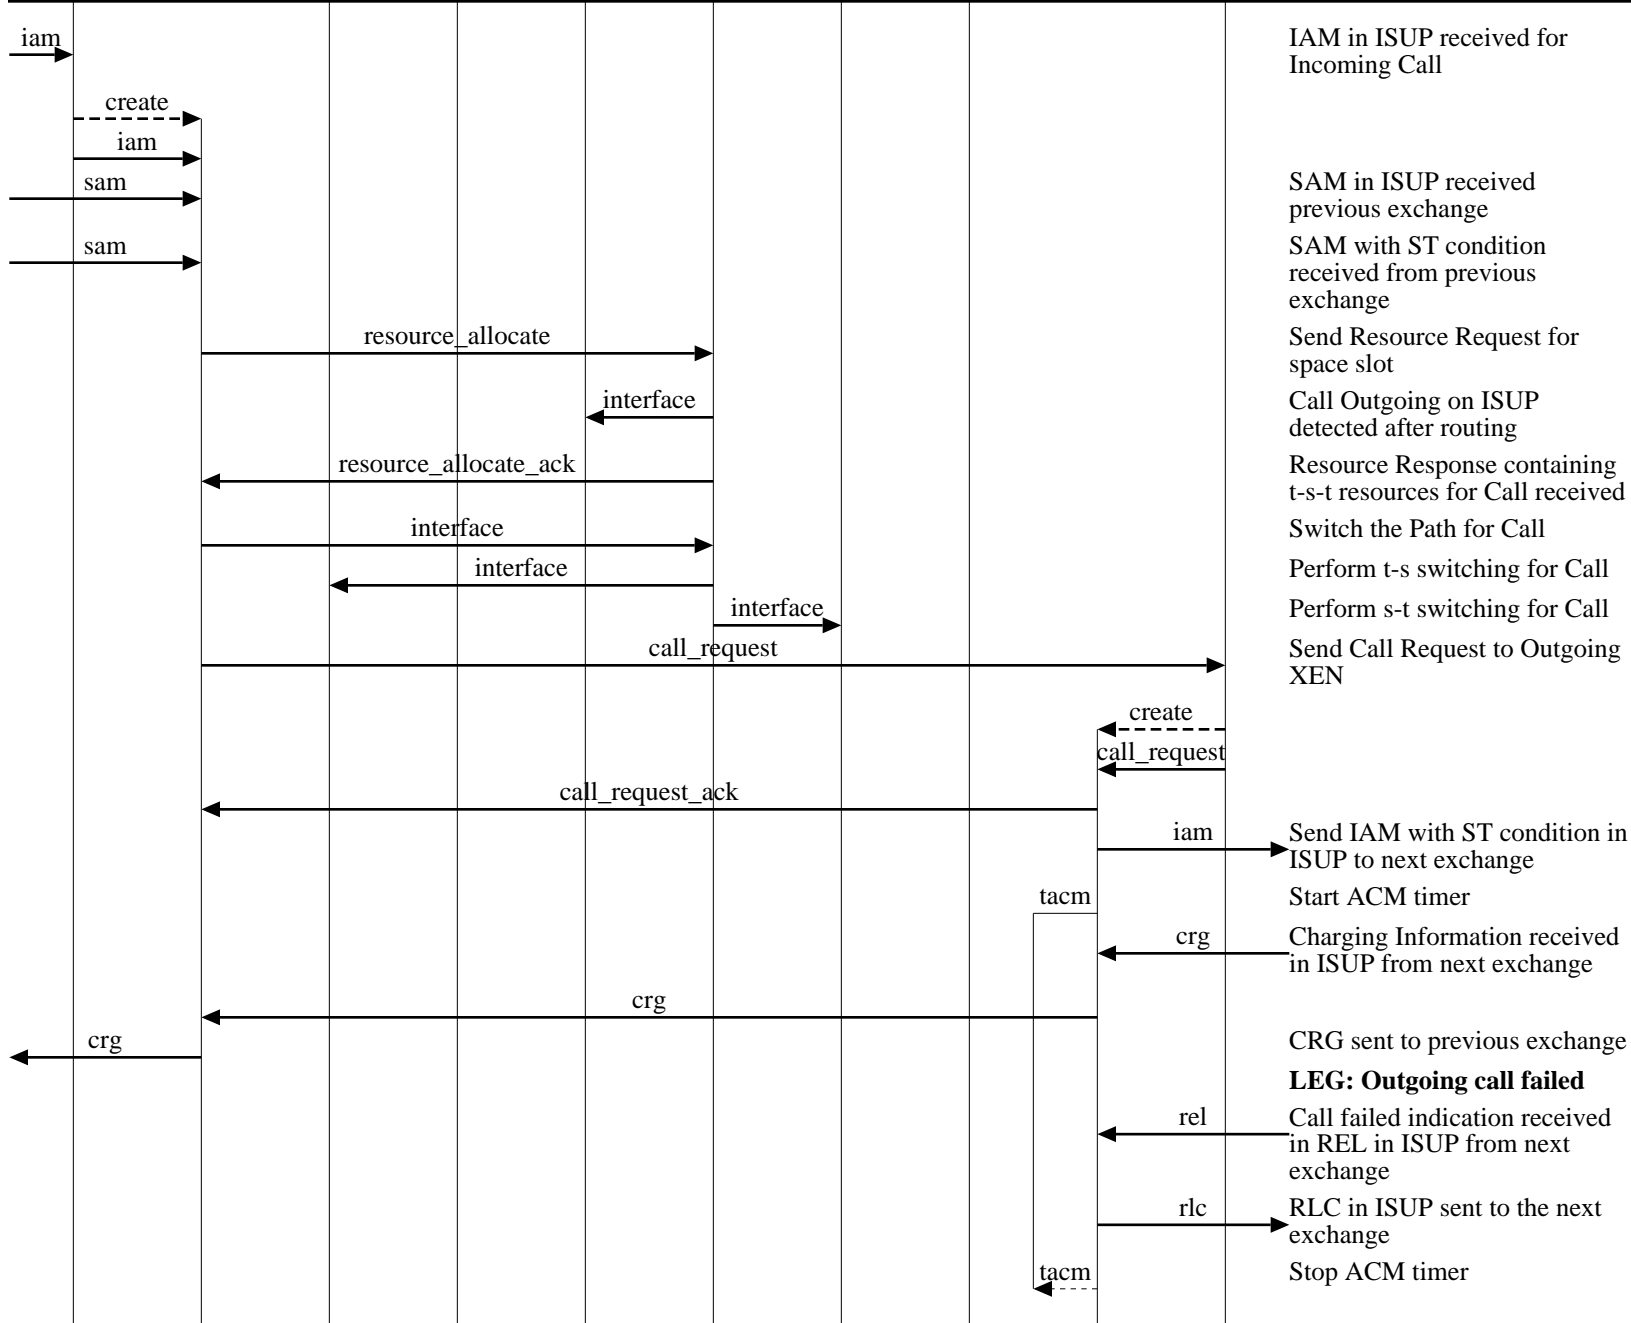 iam
IAM in ISUP received for
Incoming Call
create
iam
sam
SAM in ISUP received
previous exchange
sam
SAM with ST condition
received from previous
exchange
resource_allocate
Send Resource Request for
space slot
interface
Call Outgoing on ISUP
detected after routing
resource_allocate_ack
Resource Response containing
t-s-t resources for Call received
interface
Switch the Path for Call
interface
Perform t-s switching for Call
interface
Perform s-t switching for Call
call_request
Send Call Request to Outgoing
XEN
create
call_request
call_request_ack
iam
Send IAM with ST condition in
ISUP to next exchange
tacm
Start ACM timer
crg
Charging Information received
in ISUP from next exchange
crg
crg
CRG sent to previous exchange
LEG: Outgoing call failed
rel
Call failed indication received
in REL in ISUP from next
exchange
rlc
RLC in ISUP sent to the next
exchange
tacm
Stop ACM timer